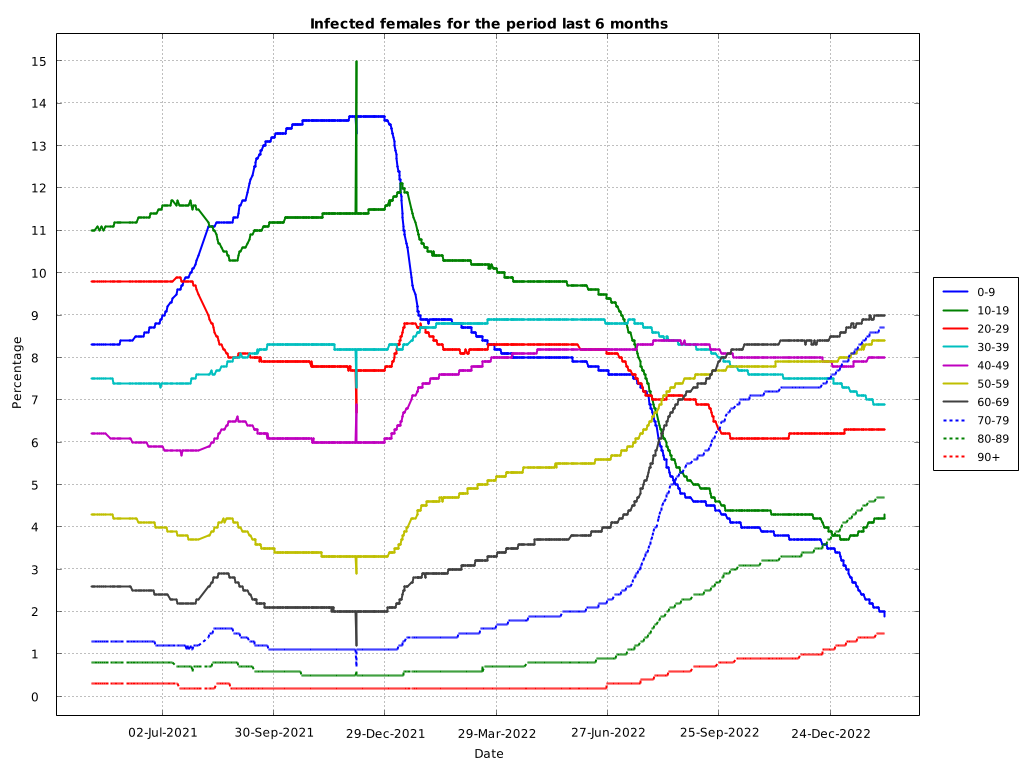 Infected females for the period last 6 months
Percentage
15
14
13
12
11
10
9
8
7
6
5
4
3
2
1
0
02-Jul-2021
30-Sep-2021
29-Dec-2021
29-Mar-2022
27-Jun-2022
25-Sep-2022
24-Dec-2022
Date
0-9
10-19
20-29
30-39
40-49
50-59
60-69
70-79
80-89
90+